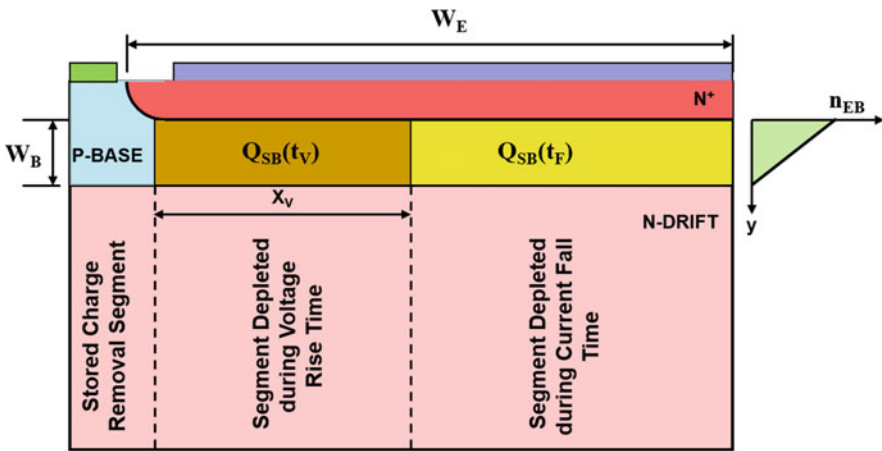 W_E
N+
n_EB
W_B
P-BASE
Q_SB(t_V)
Q_SB(t_F)
X_V
N-DRIFT
y
Stored Charge
Removal Segment
Segment Depleted
during Voltage
Rise Time
Segment Depleted
during Current Fall
Time